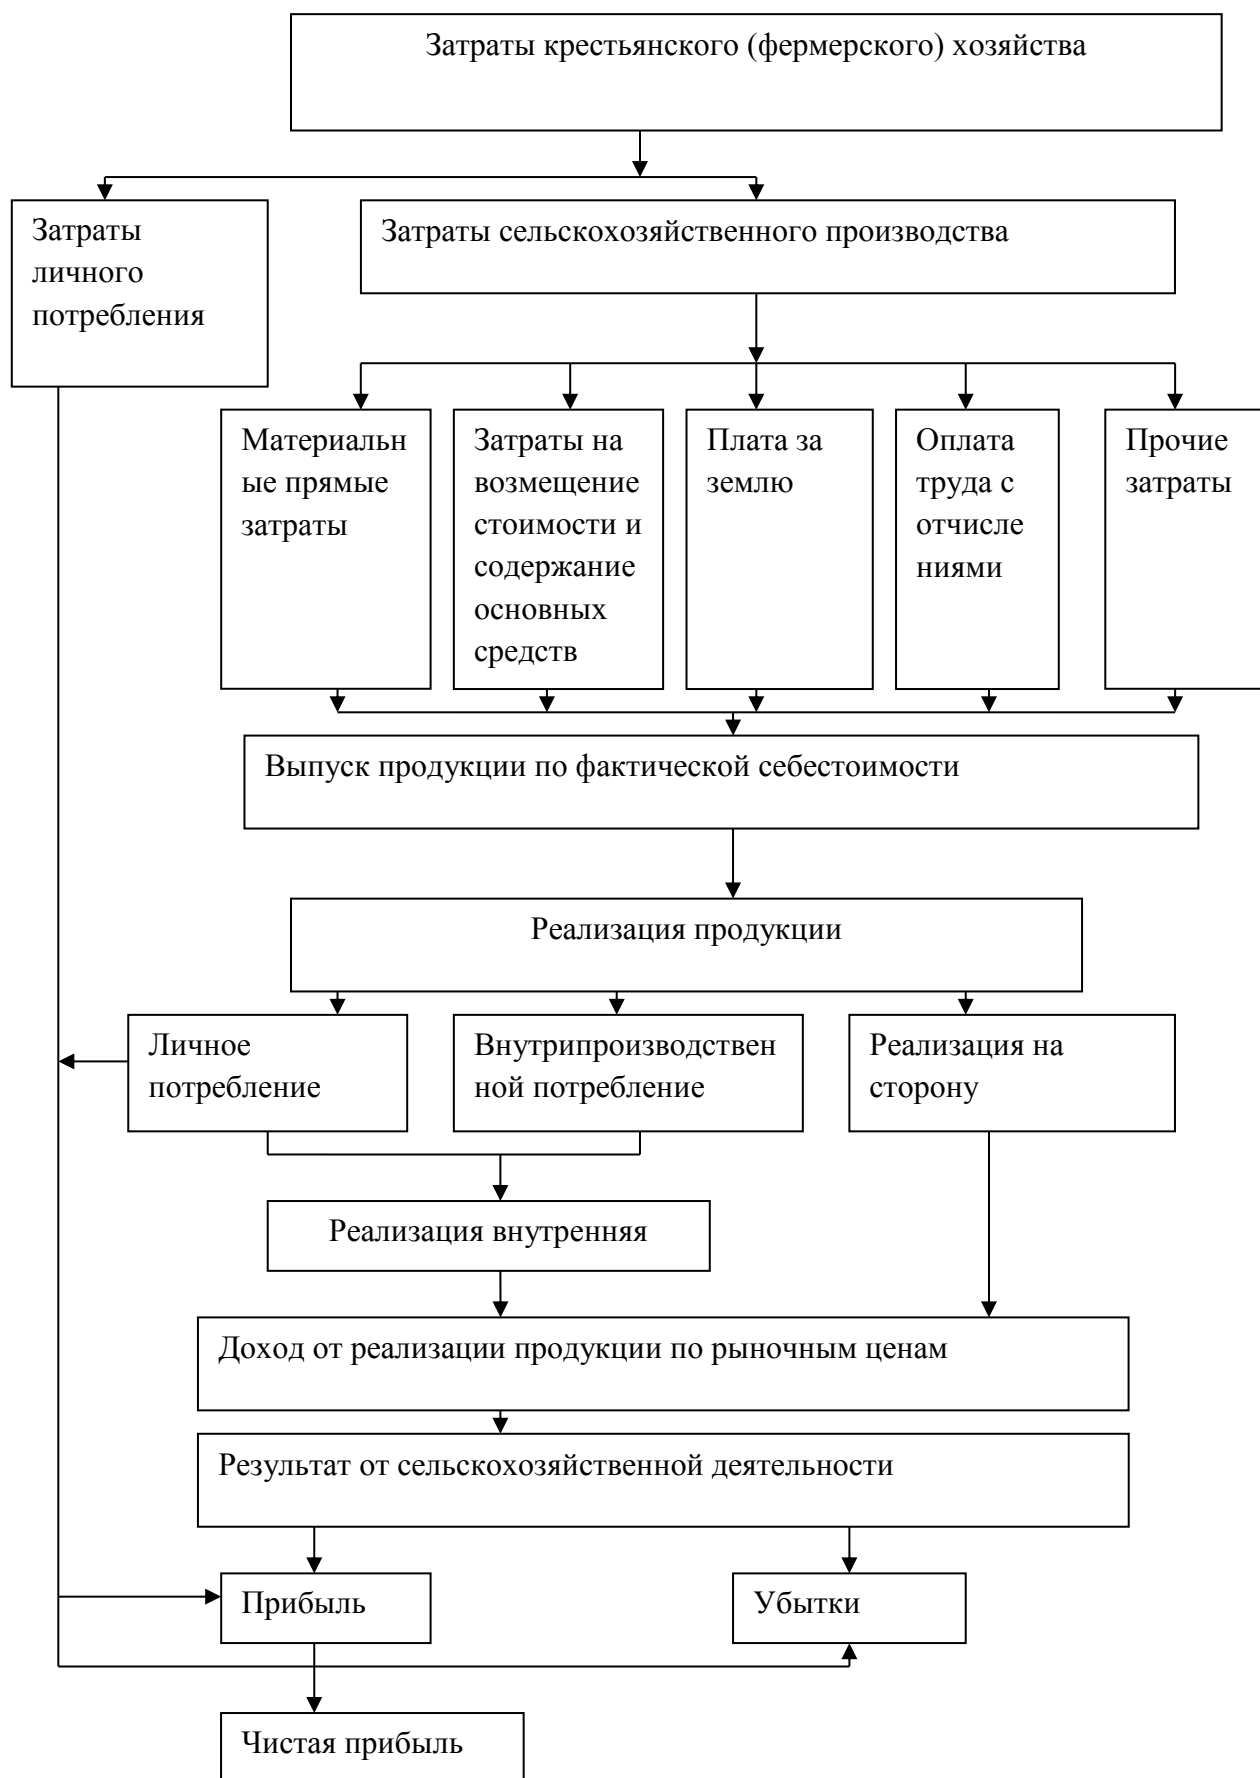 Затраты крестьянского (фермерского) хозяйства
Затраты
личного
потребления
Затраты сельскохозяйственного производства
Материальн
ые прямые
затраты
Затраты на
возмещение
стоимости и
содержание
основных
средств
Плата за
землю
Оплата
труда с
отчисле
ниями
Прочие
затраты
Выпуск продукции по фактической себестоимости
Реализация продукции
Личное
потребление
Внутрипроизводствен
ной потребление
Реализация на
сторону
Реализация внутренняя
Доход от реализации продукции по рыночным ценам
Результат от сельскохозяйственной деятельности
Прибыль
Убытки
Чистая прибыль